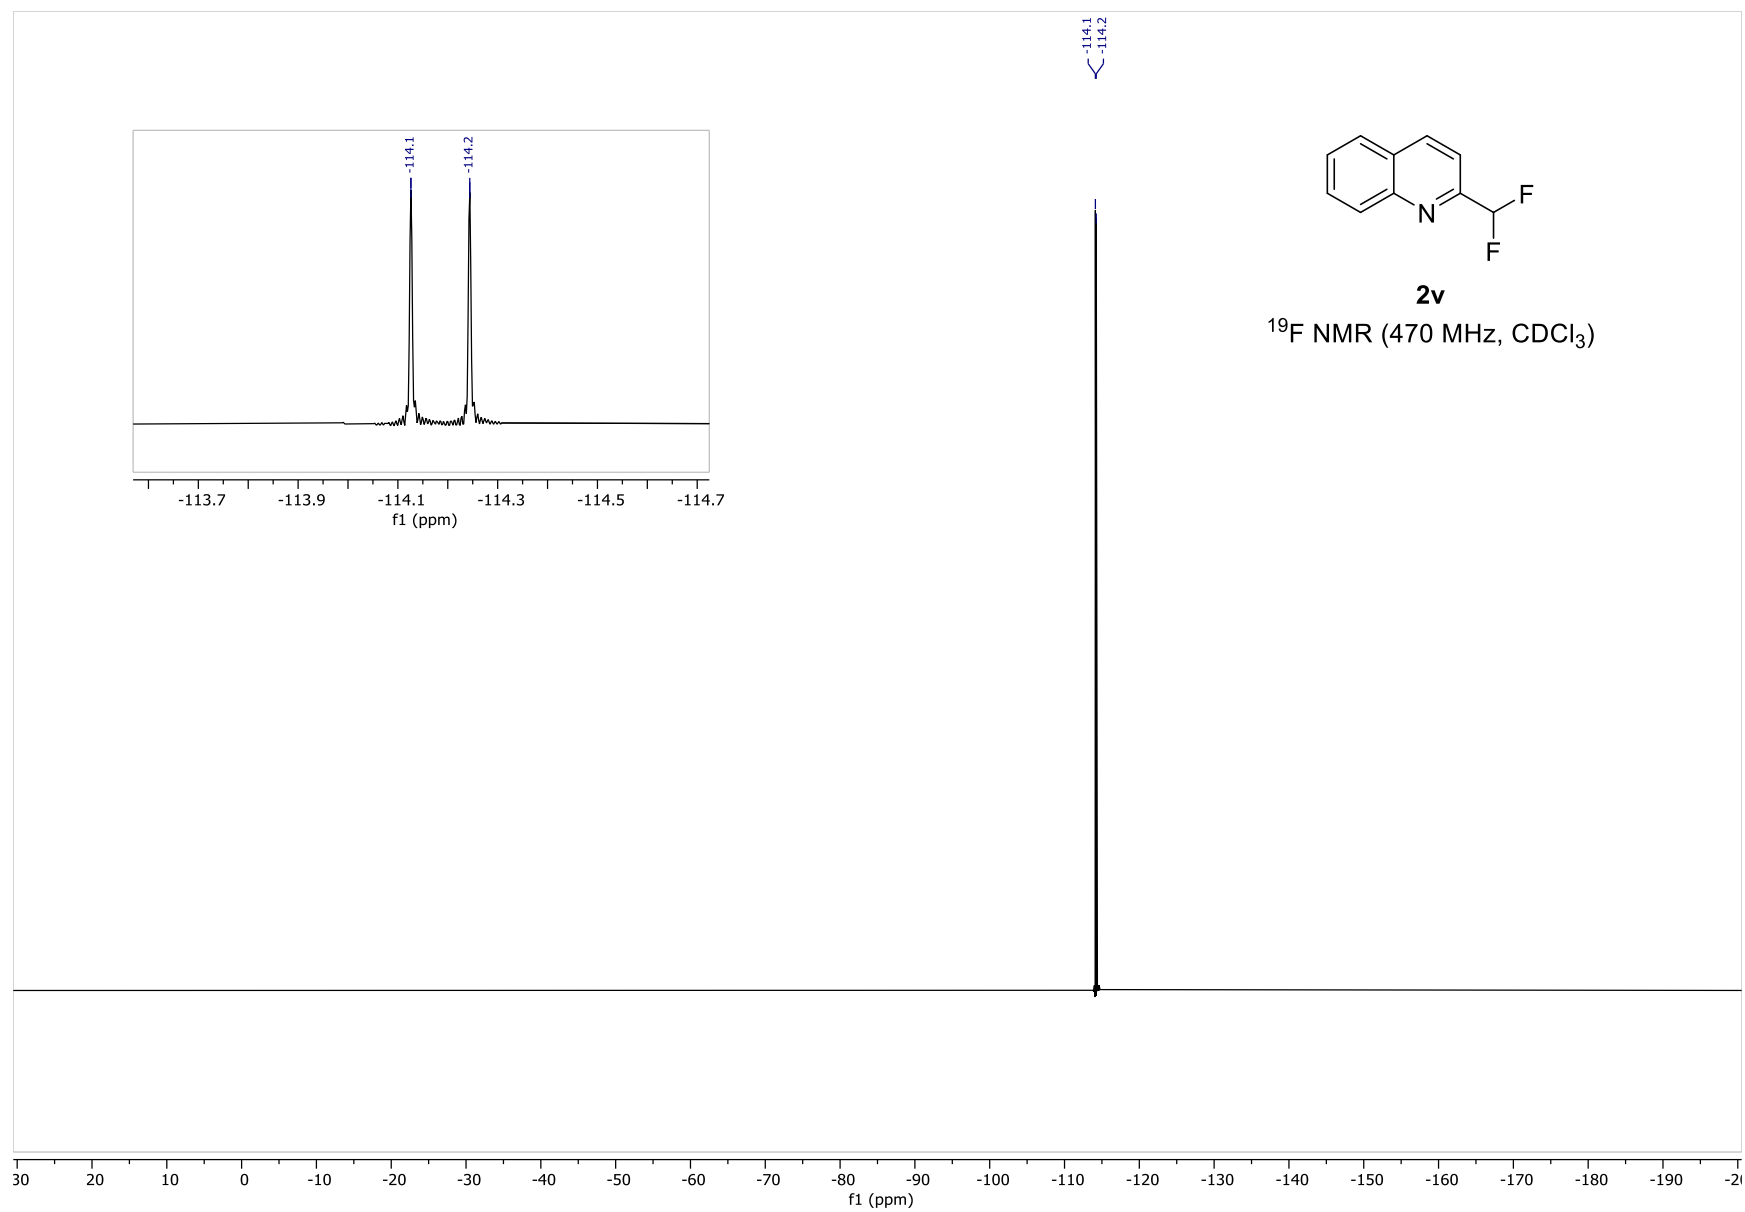 -114.1
-114.2
-114.1
-114.2
F
N
F
2v
¹⁹F NMR (470 MHz, CDCl₃)
-113.7 -113.9 -114.1 -114.3 -114.5 -114.7
f1 (ppm)
30 20 10 0 -10 -20 -30 -40 -50 -60 -70 -80 -90 -100 -110 -120 -130 -140 -150 -160 -170 -180 -190
f1 (ppm)